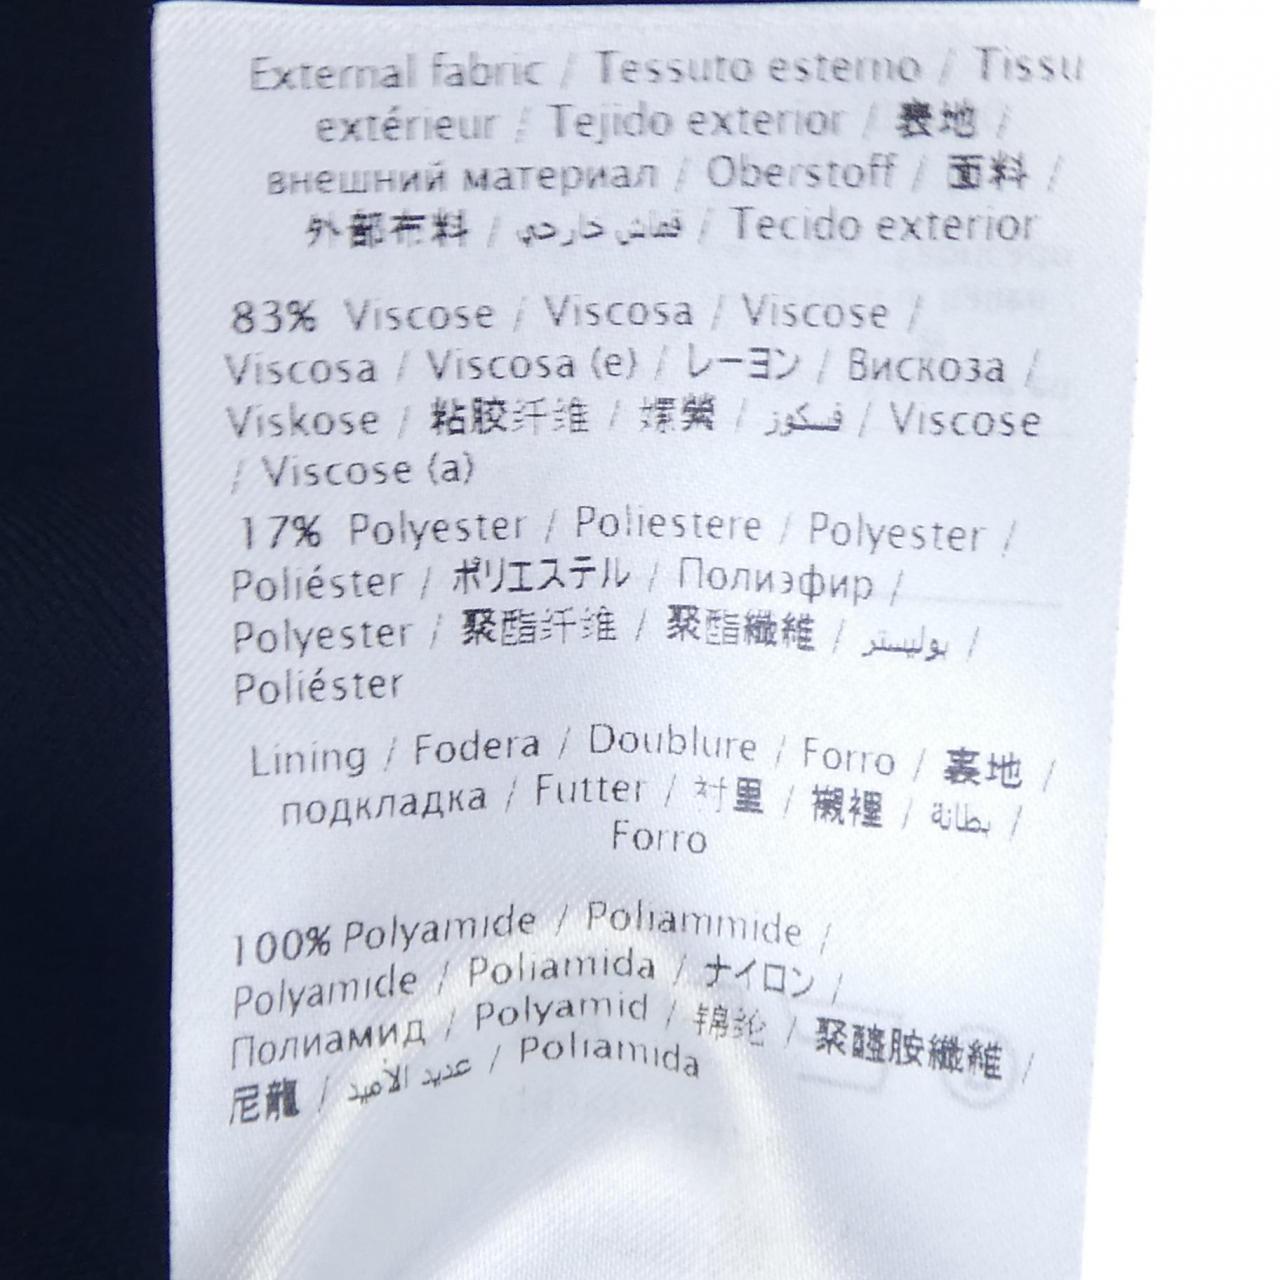 External fabric / Tessuto esterno / Tissu
extérieur / Tejido exterior / 表地 /
внешний материал / Oberstoff / 面料 /
外部布料 / قماش خارجي / Tecido exterior
83% Viscose / Viscosa / Viscose /
Viscosa / Viscosa (e) / レーヨン / Вискоза /
Viskose / 粘胶纤维 / 嫘縈 / فسكوز / Viscose
/ Viscose (a)
17% Polyester / Poliestere / Polyester /
Poliéster / ポリエステル / Полиэфир /
Polyester / 聚酯纤维 / 聚酯纖維 / بوليستر /
Poliéster
Lining / Fodera / Doublure / Forro / 裏地 /
подкладка / Futter / 衬里 / 襯裡 / بطانة /
Forro
100% Polyamide / Poliammide /
Polyamide / Poliamida / ナイロン /
Полиамид / Polyamid / 锦纶 / 聚醯胺纖維 /
尼龍 / عديد الأميد / Poliamida